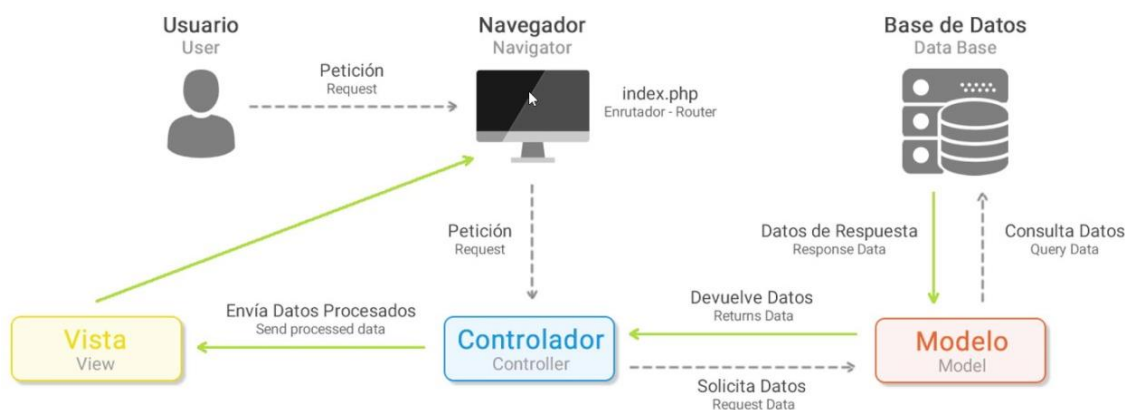 Usuario
User
Navegador
Navigator
Base de Datos
Data Base
Petición
Request
index.php
Enrutador - Router
Petición
Request
Datos de Respuesta
Response Data
Consulta Datos
Query Data
Envía Datos Procesados
Send processed data
Devuelve Datos
Returns Data
Vista
View
Controlador
Controller
Modelo
Model
Solicita Datos
Request Data